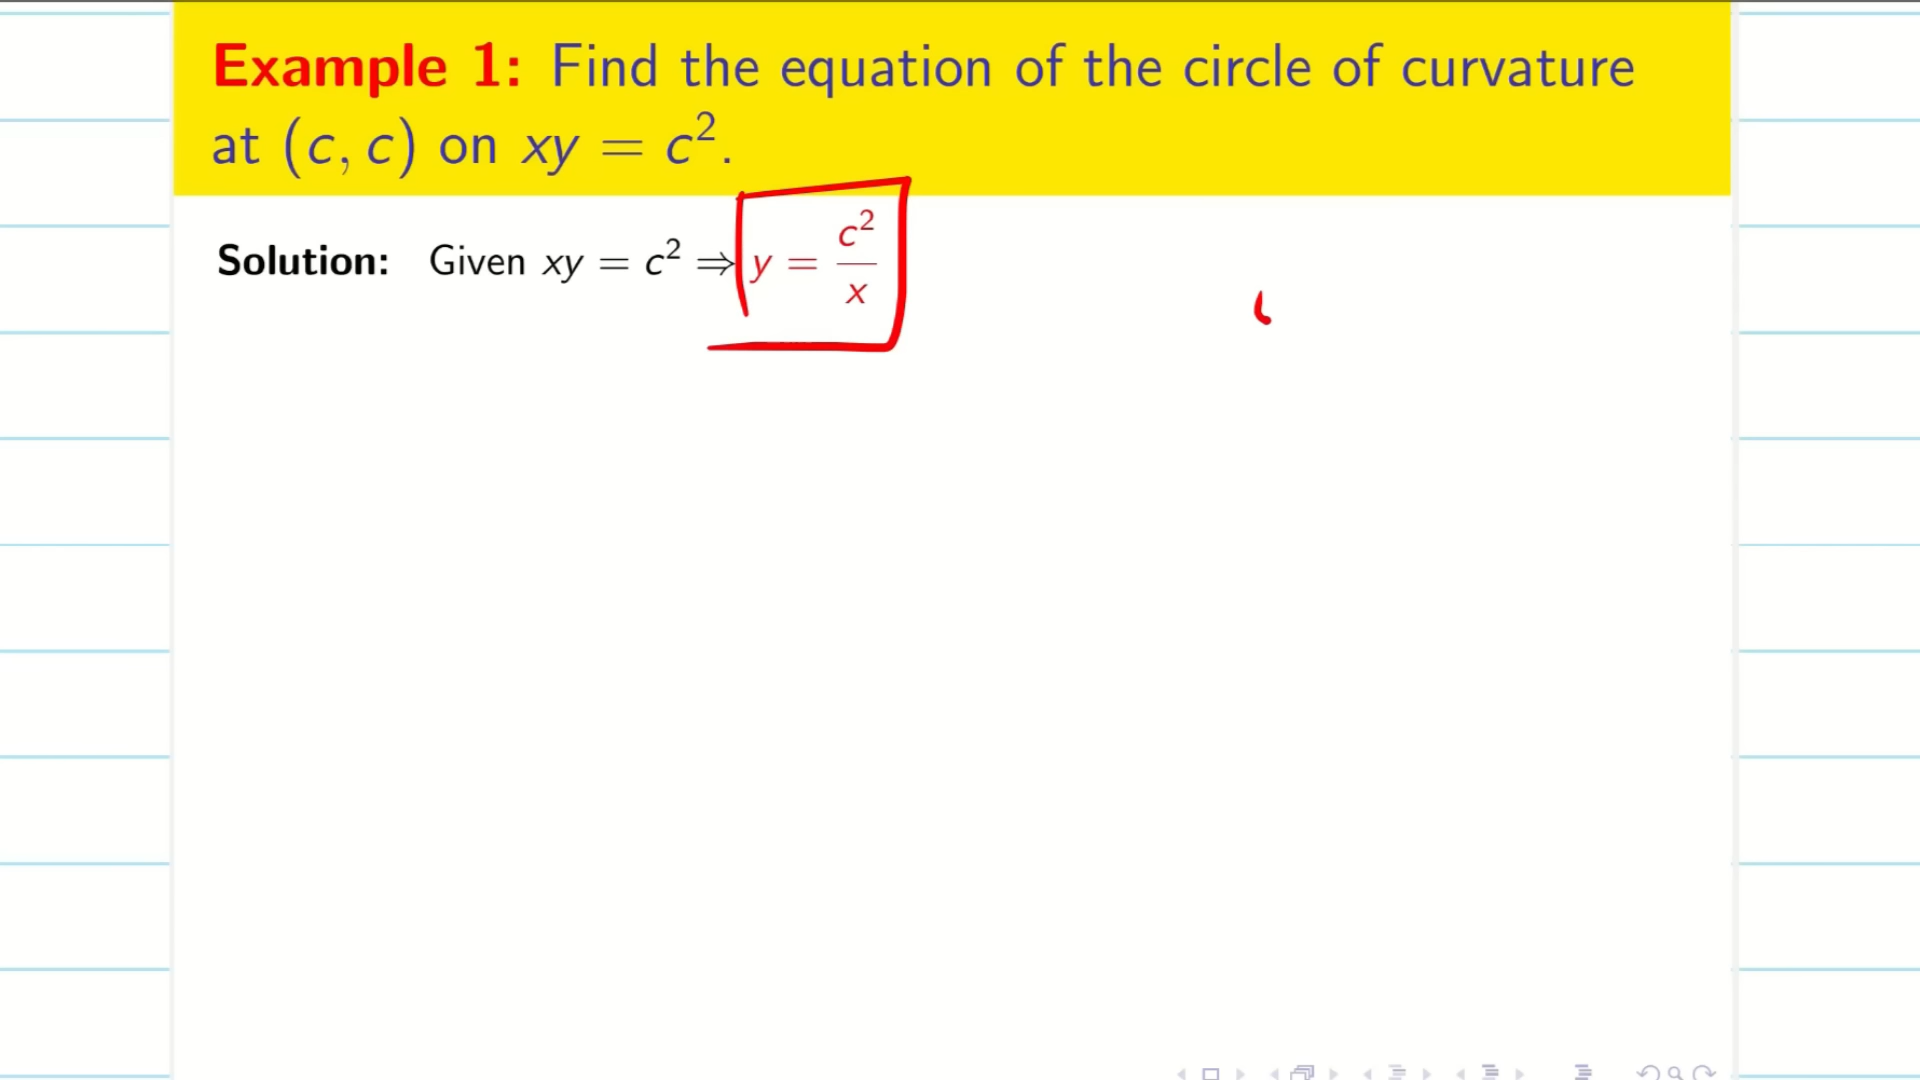 Example 1: Find the equation of the circle of curvature
at (c, c) on xy = c².
Solution: Given xy = c² ⇒ y = c²/x